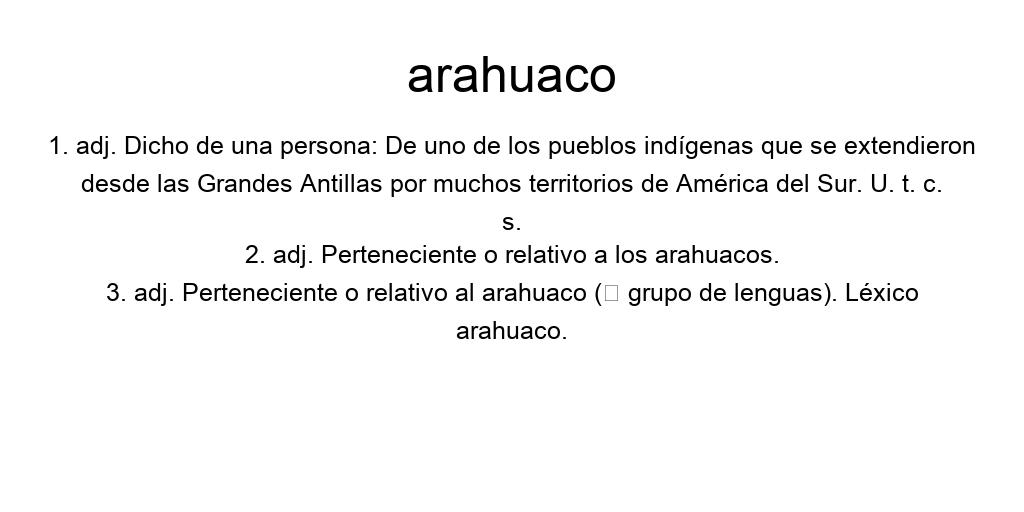 arahuaco
1. adj. Dicho de una persona: De uno de los pueblos indígenas que se extendieron
desde las Grandes Antillas por muchos territorios de América del Sur. U. t. c.
s.
2. adj. Perteneciente o relativo a los arahuacos.
3. adj. Perteneciente o relativo al arahuaco (□ grupo de lenguas). Léxico
arahuaco.